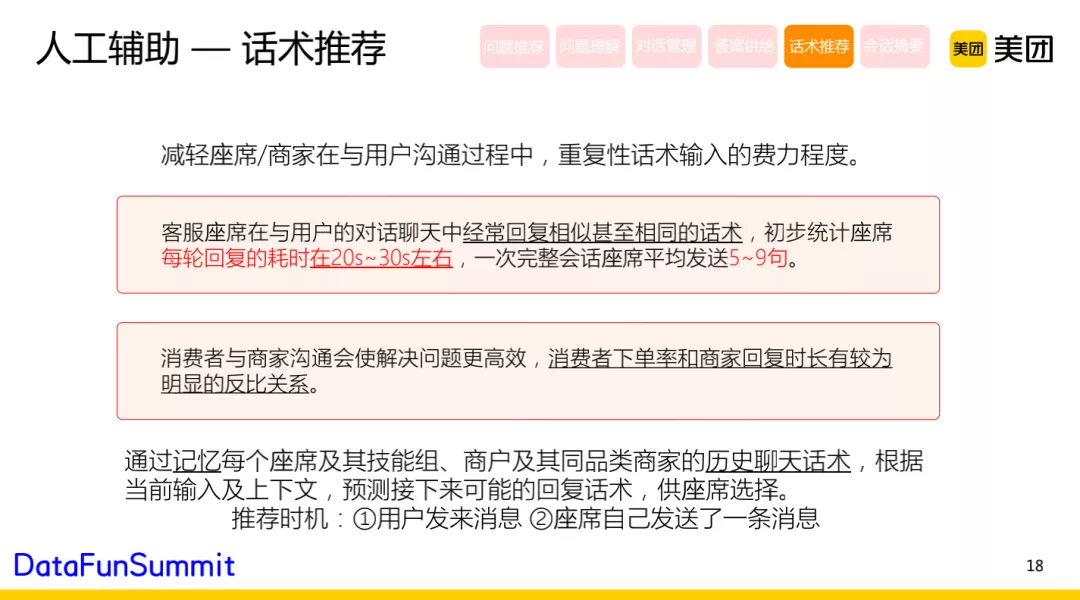 人工辅助 — 话术推荐
问题推荐 问题理解 对话管理 答案供给 话术推荐 会话摘要
美团 美团
减轻座席/商家在与用户沟通过程中，重复性话术输入的费力程度。
客服座席在与用户的对话聊天中经常回复相似甚至相同的话术，初步统计座席
每轮回复的耗时在20s~30s左右，一次完整会话座席平均发送5~9句。
消费者与商家沟通会使解决问题更高效，消费者下单率和商家回复时长有较为
明显的反比关系。
通过记忆每个座席及其技能组、商户及其同品类商家的历史聊天话术，根据
当前输入及上下文，预测接下来可能的回复话术，供座席选择。
推荐时机：①用户发来消息 ②座席自己发送了一条消息
DataFunSummit
18